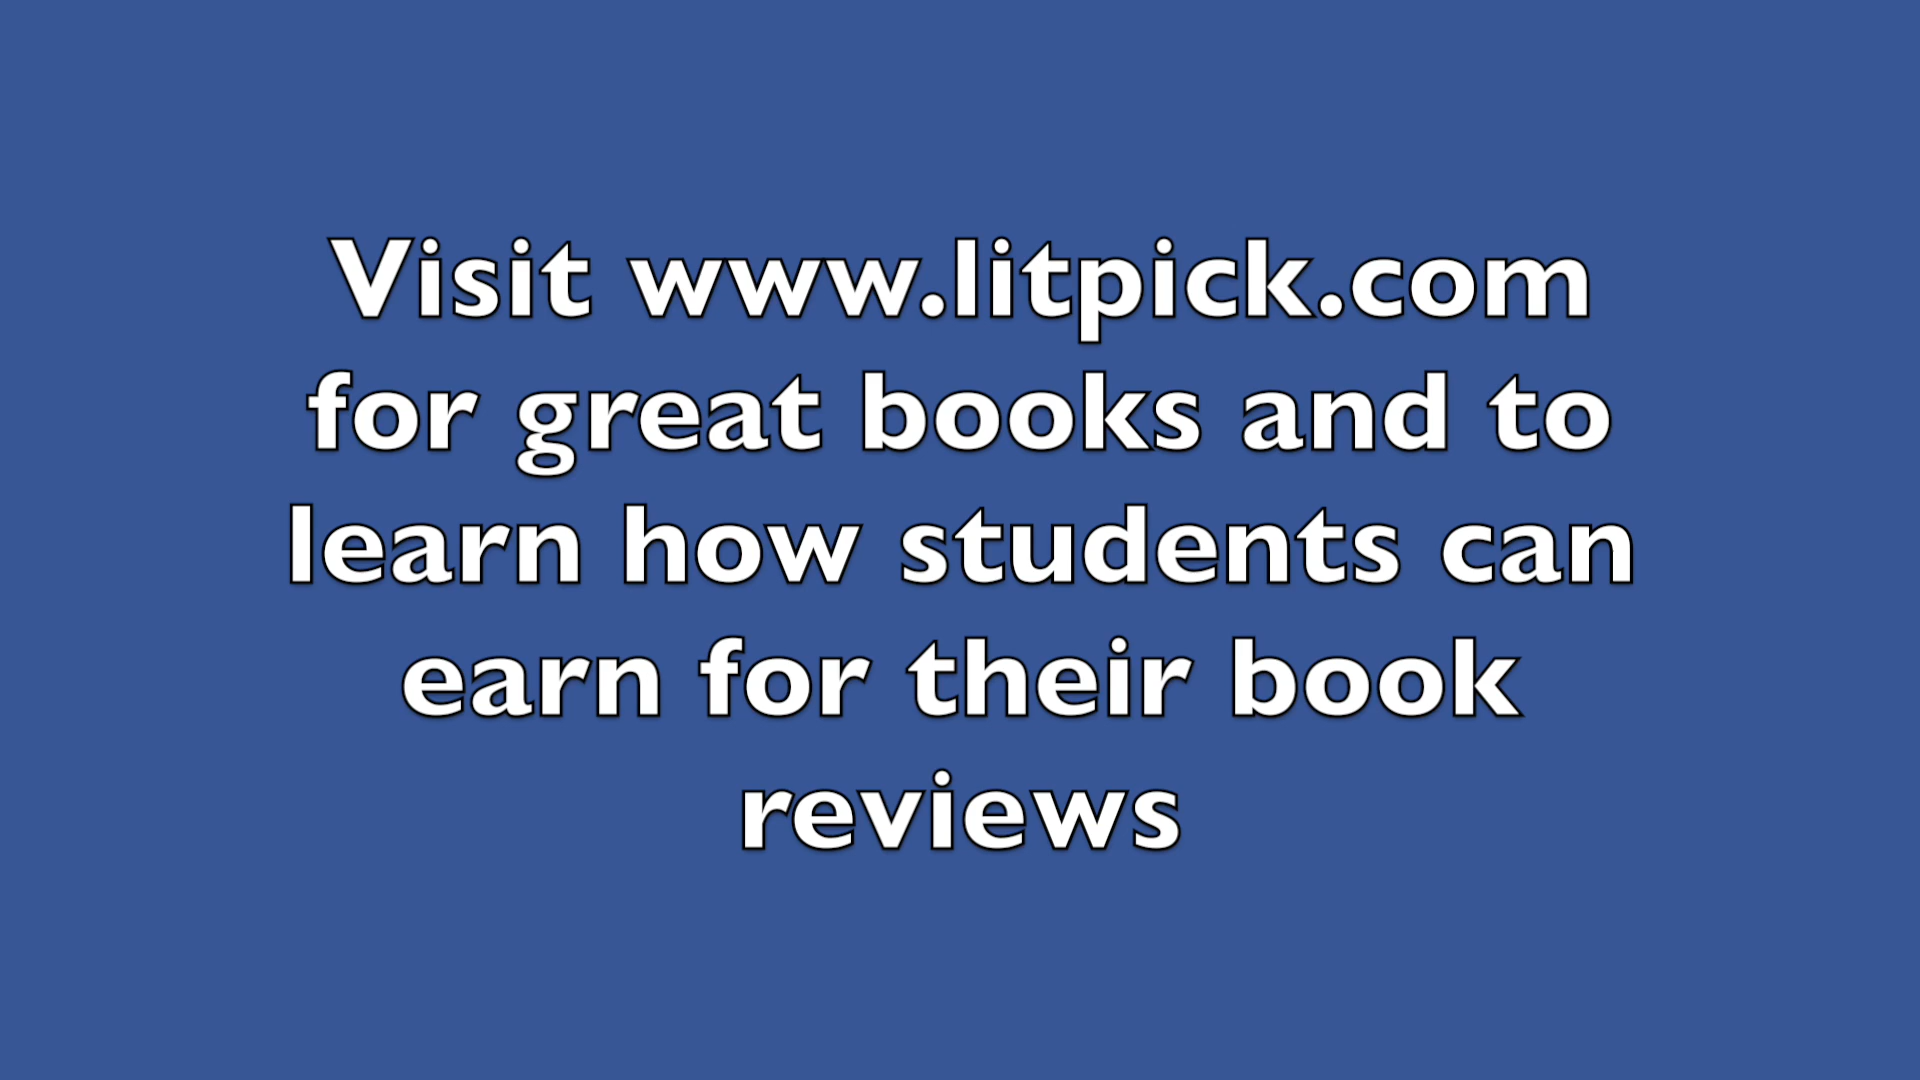 Visit www.litpick.com
for great books and to
learn how students can
earn for their book
reviews